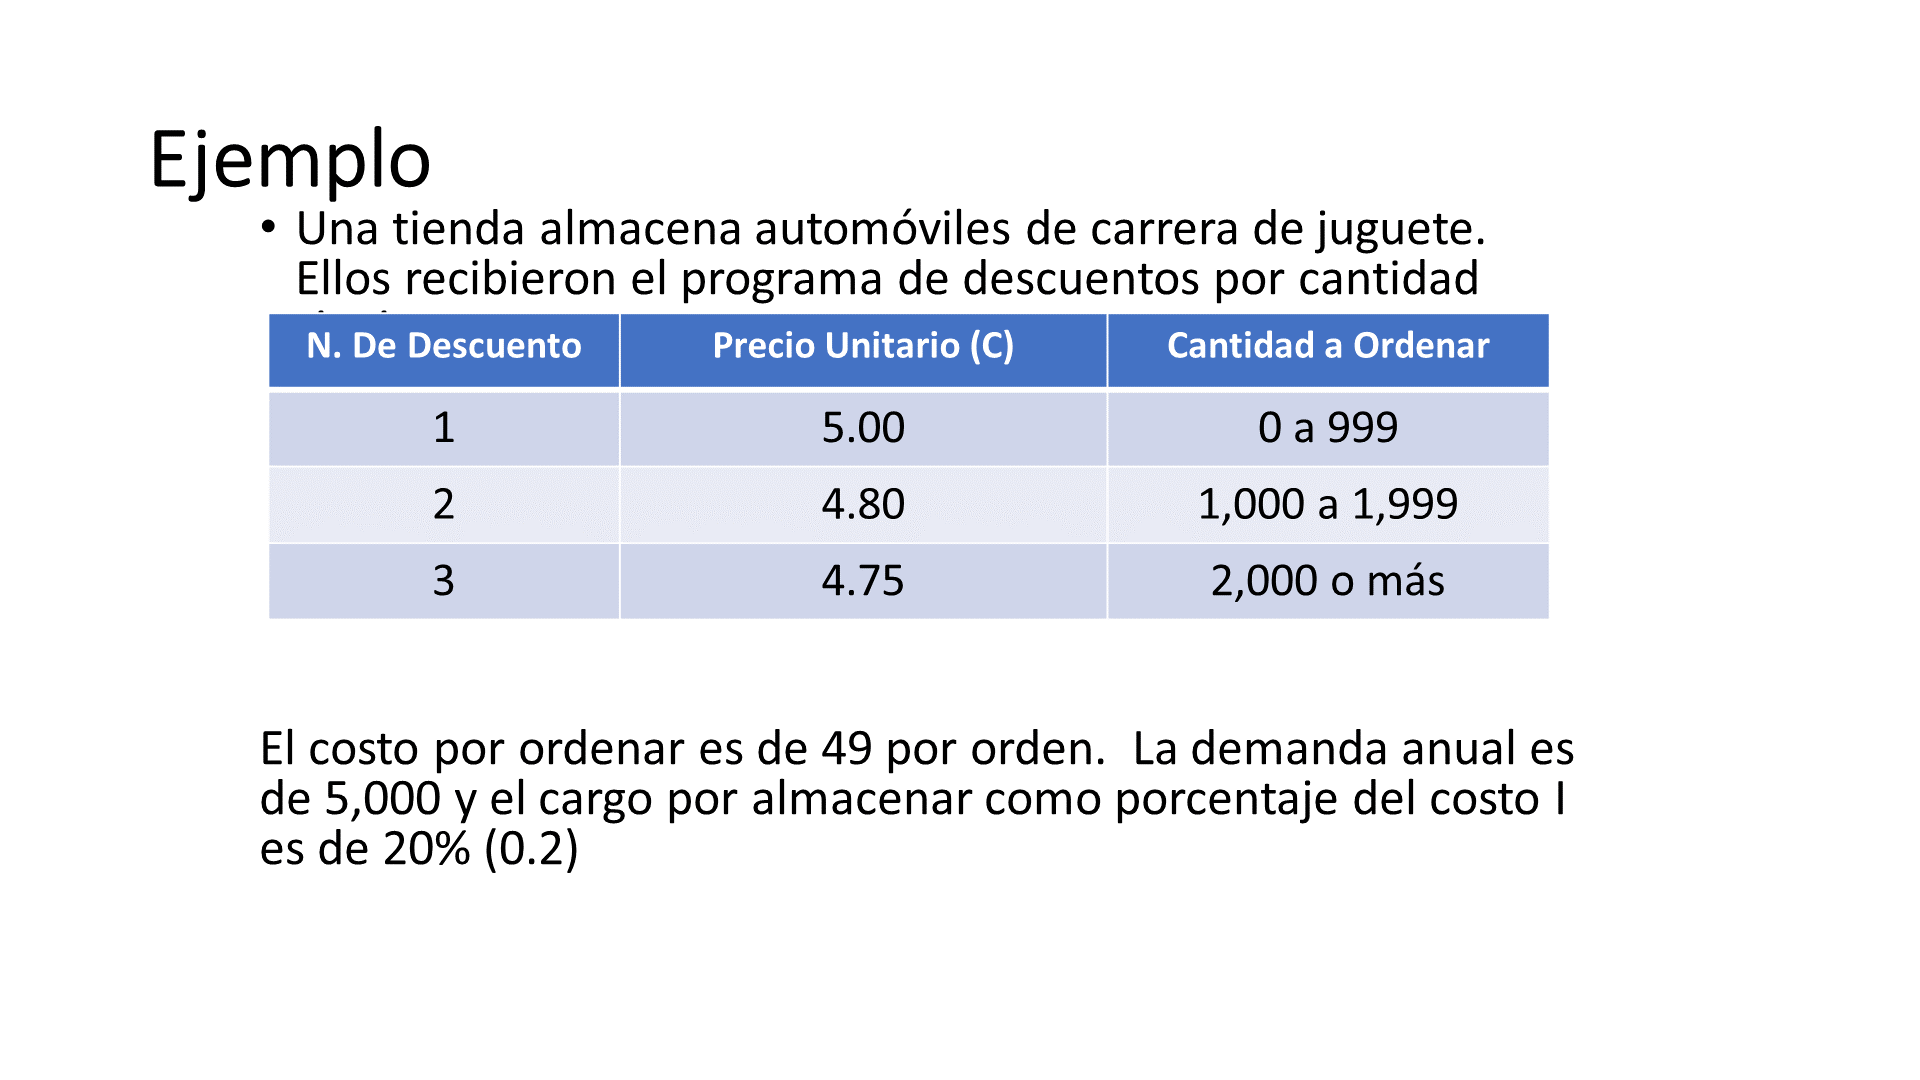 Ejemplo
• Una tienda almacena automóviles de carrera de juguete.
Ellos recibieron el programa de descuentos por cantidad
N. De Descuento Precio Unitario (C) Cantidad a Ordenar
1 5.00 0 a 999
2 4.80 1,000 a 1,999
3 4.75 2,000 o más
El costo por ordenar es de 49 por orden.  La demanda anual es
de 5,000 y el cargo por almacenar como porcentaje del costo I
es de 20% (0.2)